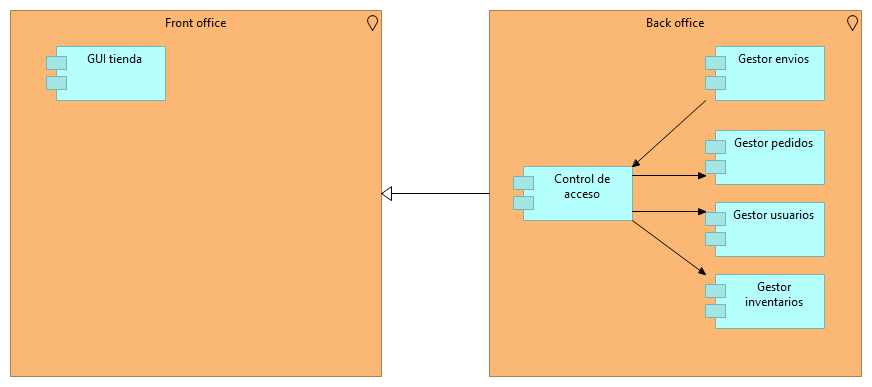 Front office
GUI tienda
Back office
Gestor envios
Gestor pedidos
Control de
acceso
Gestor usuarios
Gestor
inventarios